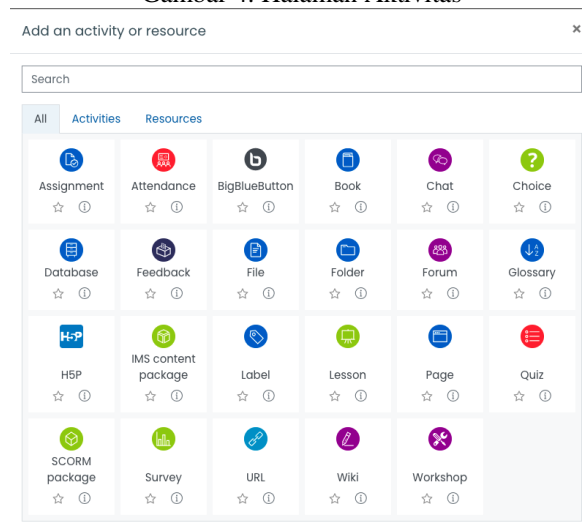 Gambar 4. Halaman Aktivitas
Add an activity or resource
×
Search
All Activities Resources
Assignment Attendance BigBlueButton Book Chat Choice
Database Feedback File Folder Forum Glossary
H5P IMS content package Label Lesson Page Quiz
SCORM package Survey URL Wiki Workshop